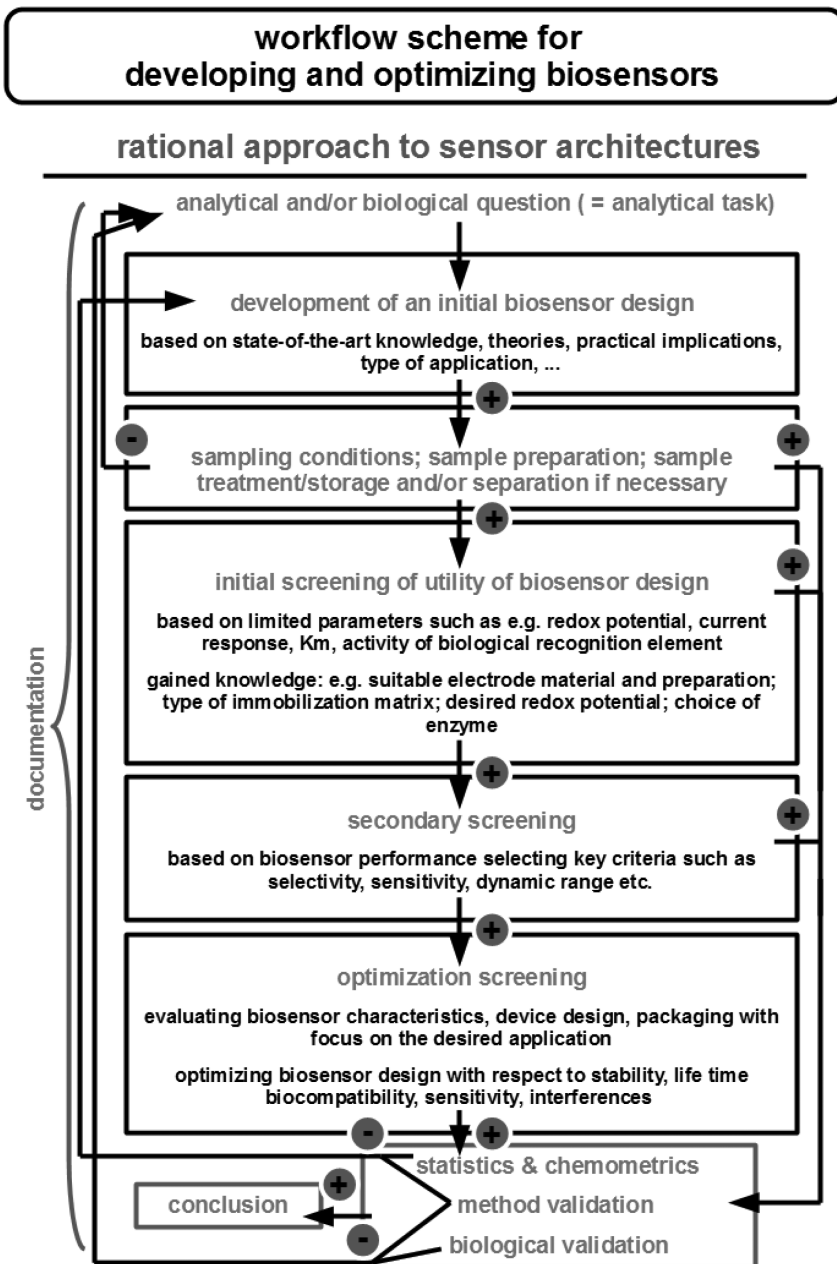 workflow scheme for
developing and optimizing biosensors
rational approach to sensor architectures
analytical and/or biological question ( = analytical task)
development of an initial biosensor design
based on state-of-the-art knowledge, theories, practical implications,
type of application, ...
+
-
+
sampling conditions; sample preparation; sample
treatment/storage and/or separation if necessary
+
+
initial screening of utility of biosensor design
based on limited parameters such as e.g. redox potential, current
response, Km, activity of biological recognition element
gained knowledge: e.g. suitable electrode material and preparation;
type of immobilization matrix; desired redox potential; choice of
enzyme
documentation
+
+
secondary screening
based on biosensor performance selecting key criteria such as
selectivity, sensitivity, dynamic range etc.
+
optimization screening
evaluating biosensor characteristics, device design, packaging with
focus on the desired application
optimizing biosensor design with respect to stability, life time
biocompatibility, sensitivity, interferences
-
+
statistics & chemometrics
+
conclusion
method validation
-
biological validation